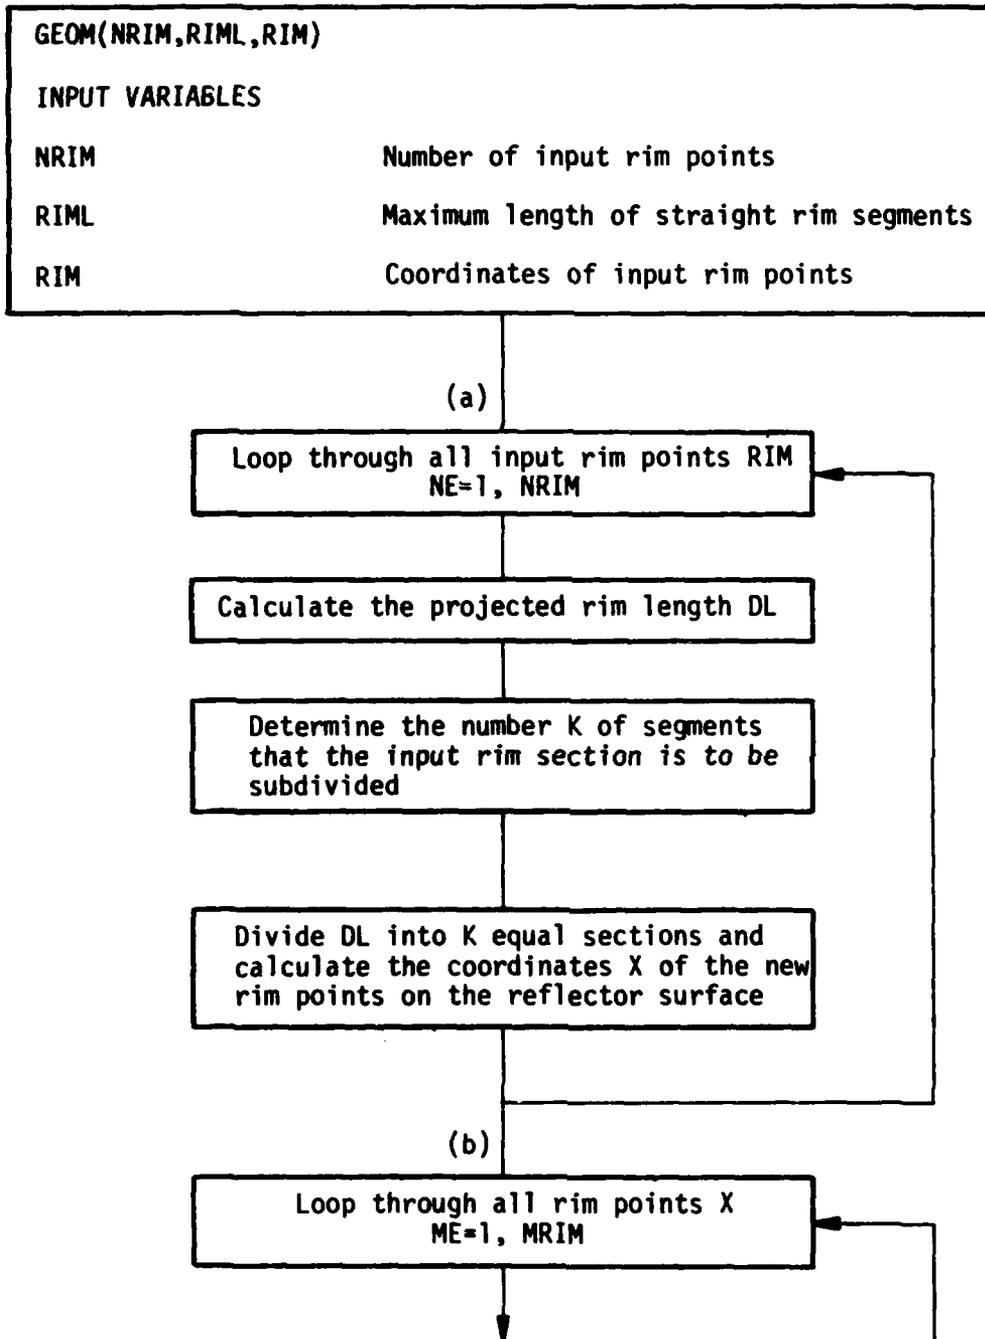 GEOM(NRIM,RIML,RIM)
INPUT VARIABLES
NRIM Number of input rim points
RIML Maximum length of straight rim segments
RIM Coordinates of input rim points
(a)
Loop through all input rim points RIM
NE=1, NRIM
Calculate the projected rim length DL
Determine the number K of segments
that the input rim section is to be
subdivided
Divide DL into K equal sections and
calculate the coordinates X of the new
rim points on the reflector surface
(b)
Loop through all rim points X
ME=1, MRIM